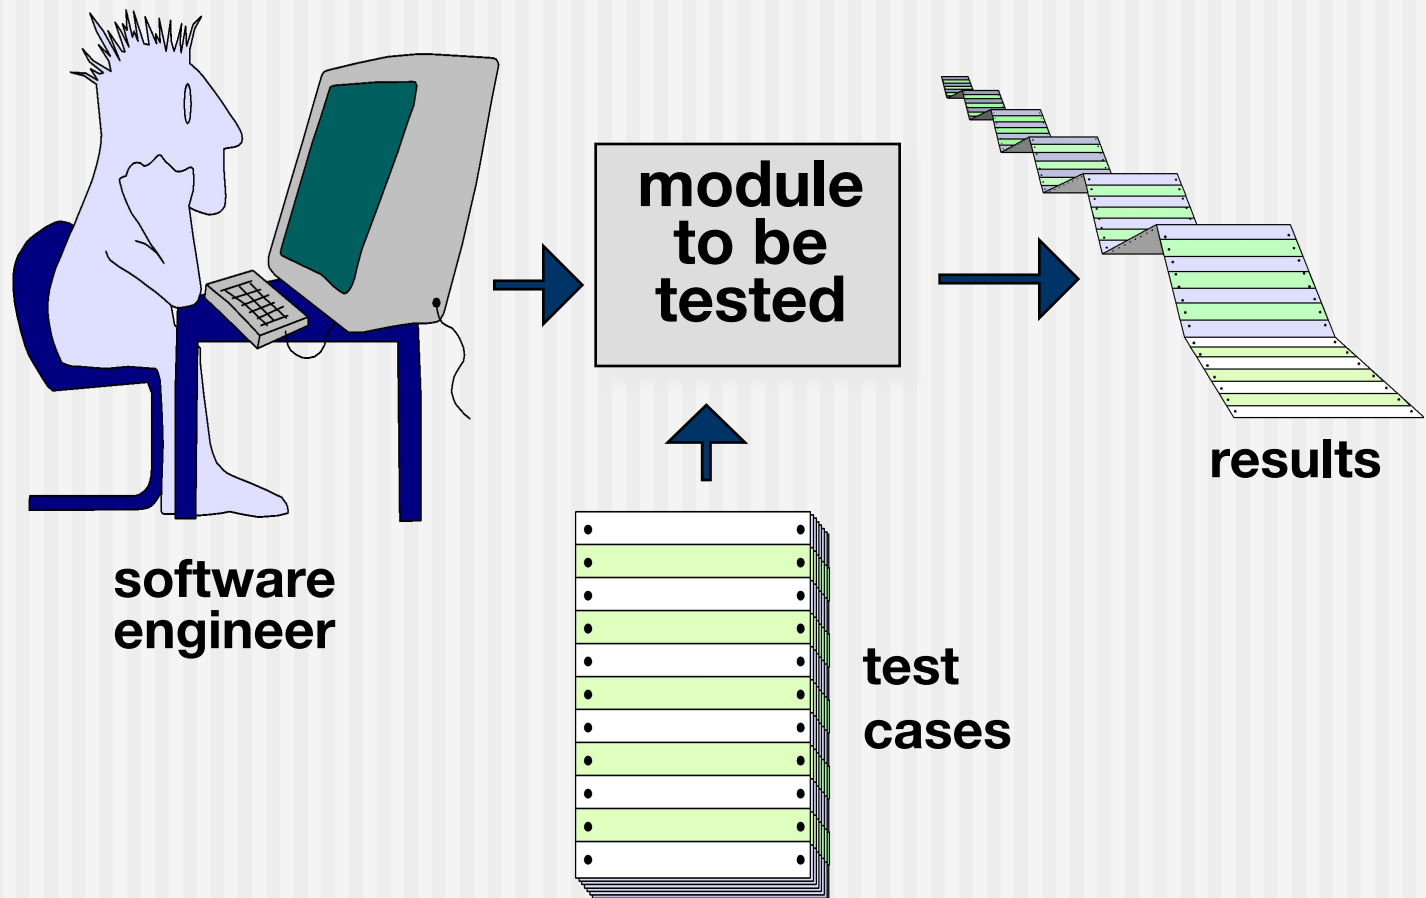 module
to be
tested
results
software
engineer
test
cases